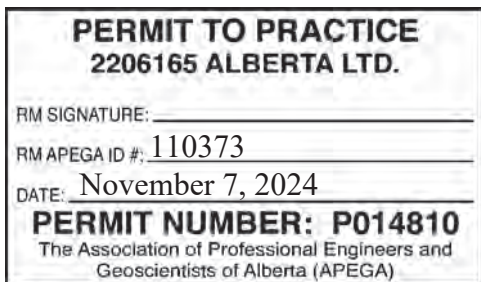 PERMIT TO PRACTICE
2206165 ALBERTA LTD.
RM SIGNATURE:
RM APEGA ID #: 110373
DATE: November 7, 2024
PERMIT NUMBER: P014810
The Association of Professional Engineers and
Geoscientists of Alberta (APEGA)